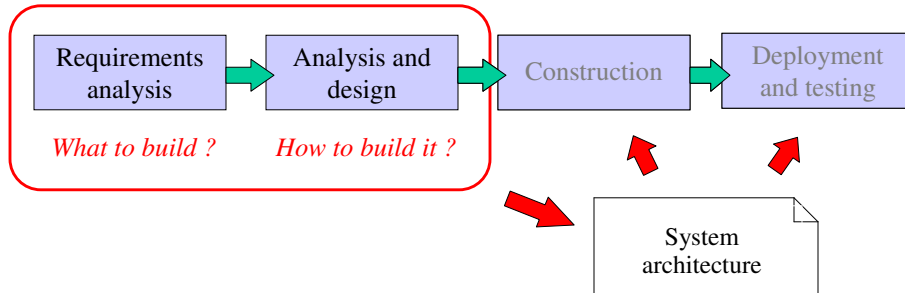 Requirements
analysis
Analysis and
design
Construction
Deployment
and testing
What to build ?
How to build it ?
System
architecture